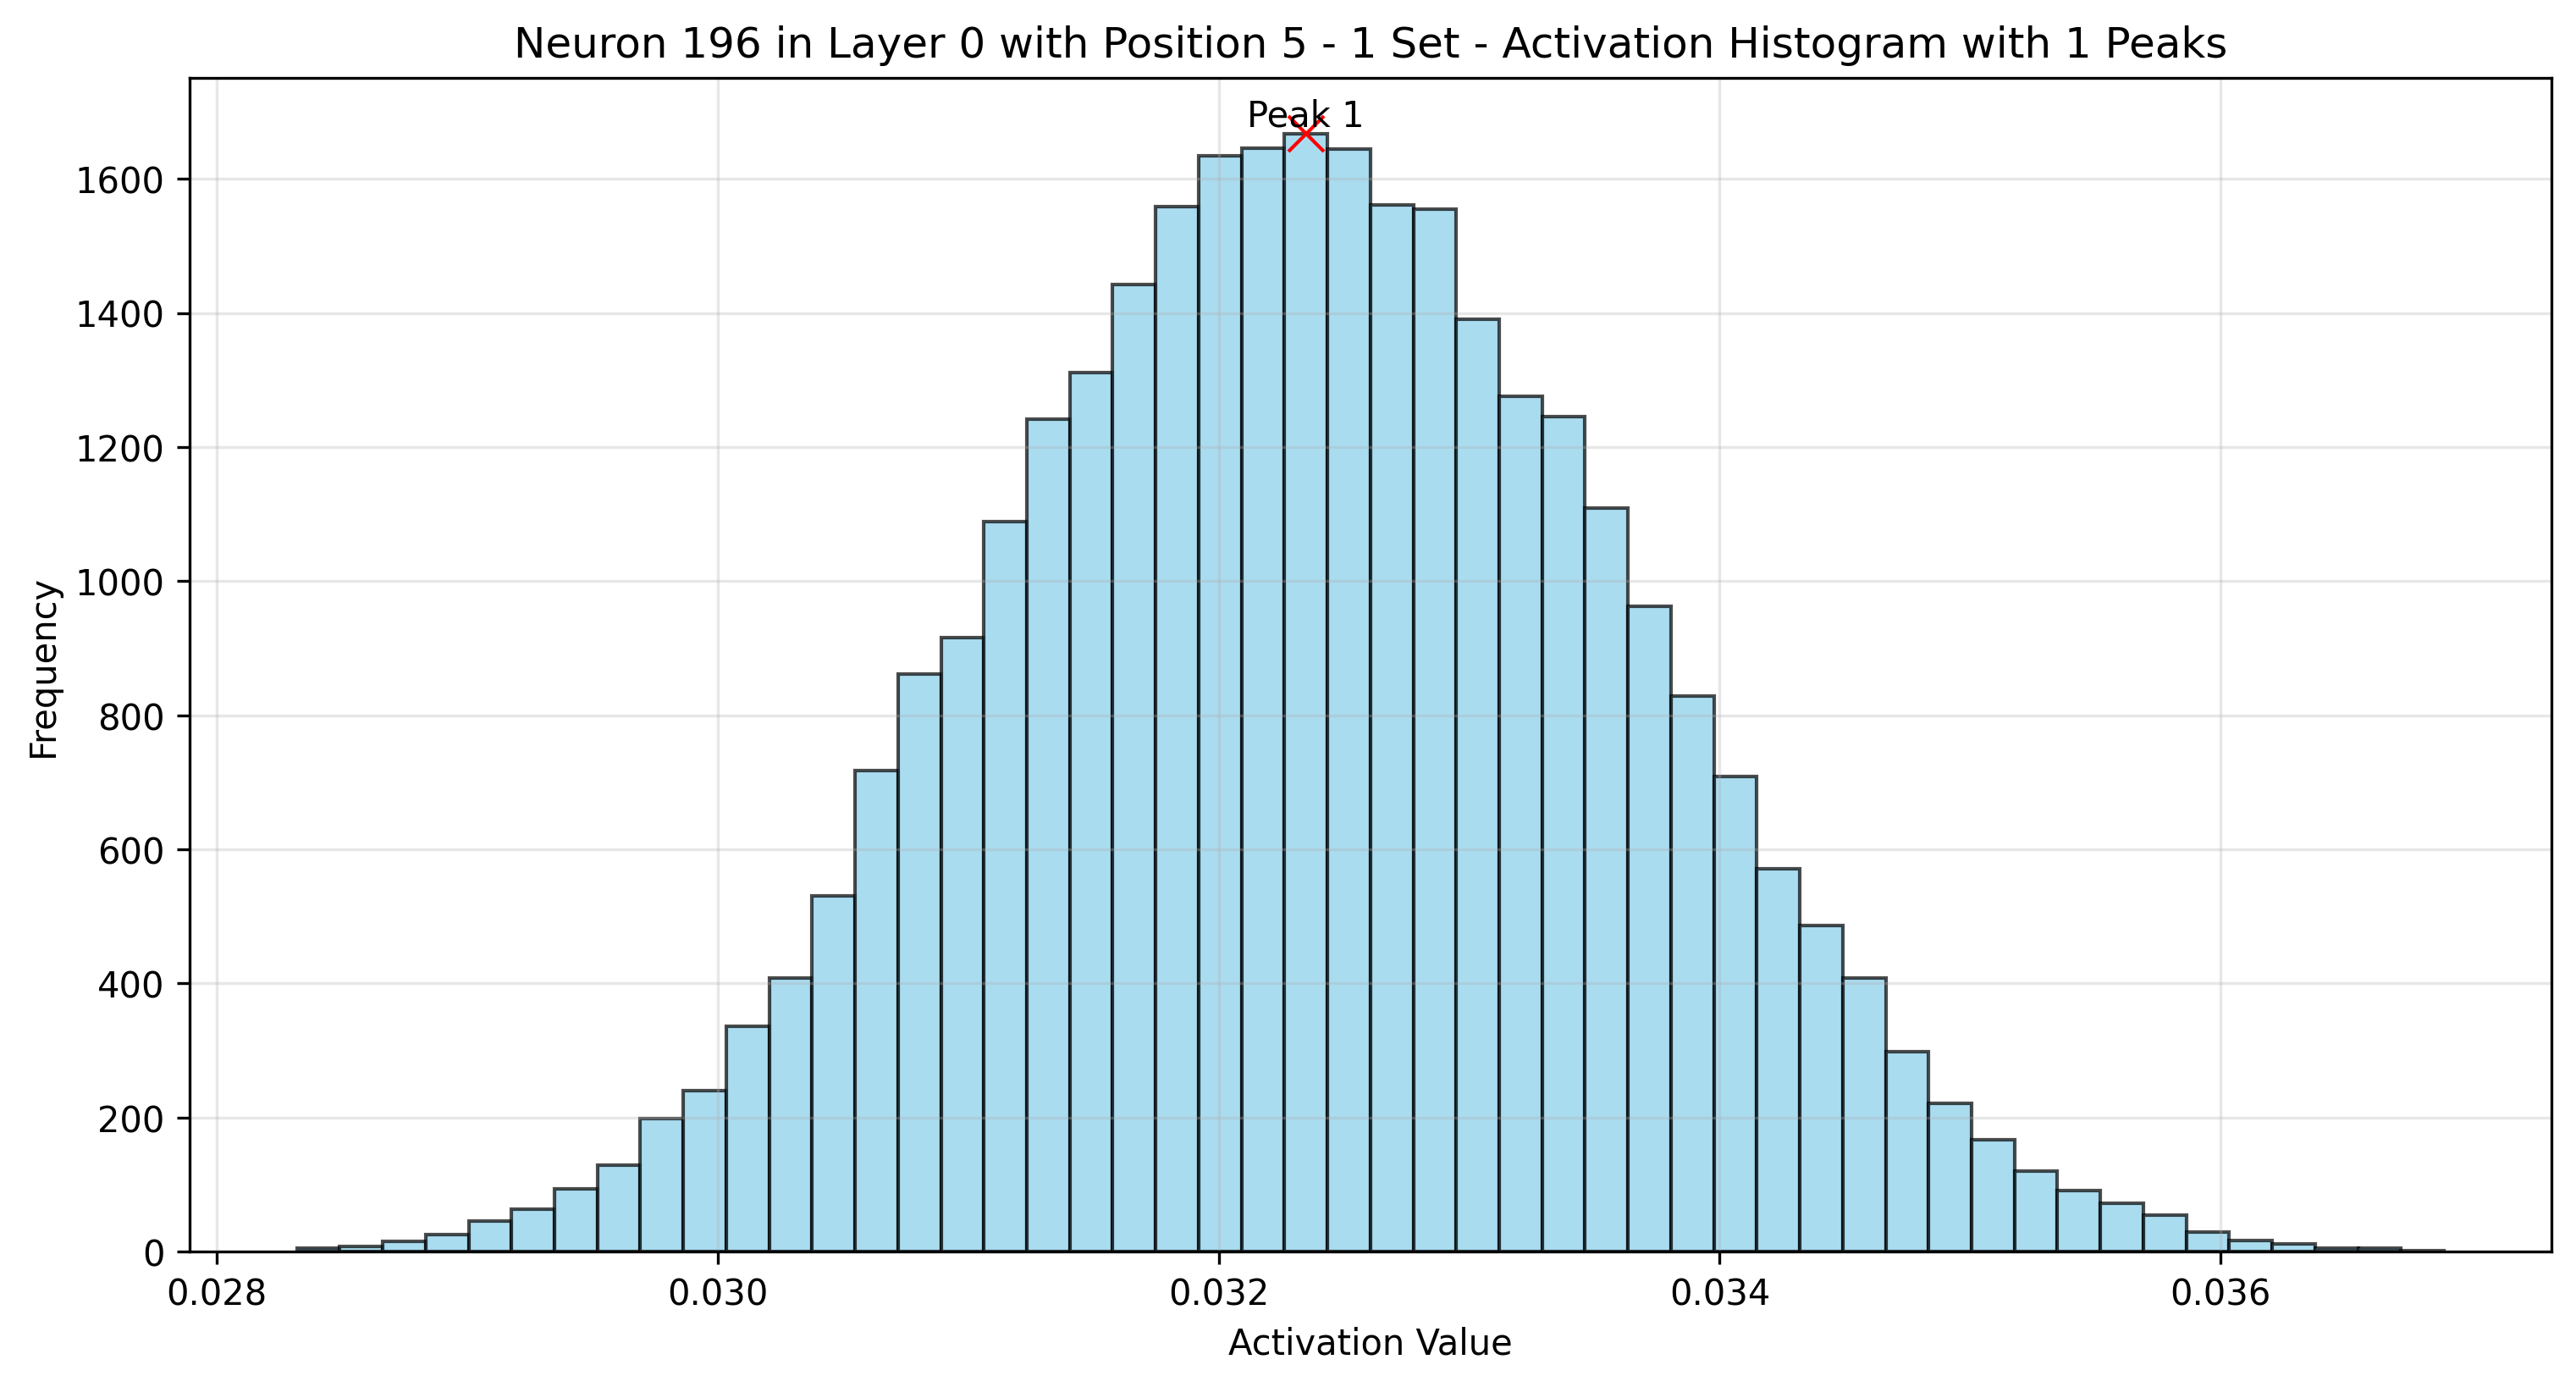 Neuron 196 in Layer 0 with Position 5 - 1 Set - Activation Histogram with 1 Peaks
Peak 1
1600
1400
1200
1000
800
600
400
200
0
Frequency
0.028 0.030 0.032 0.034 0.036
Activation Value